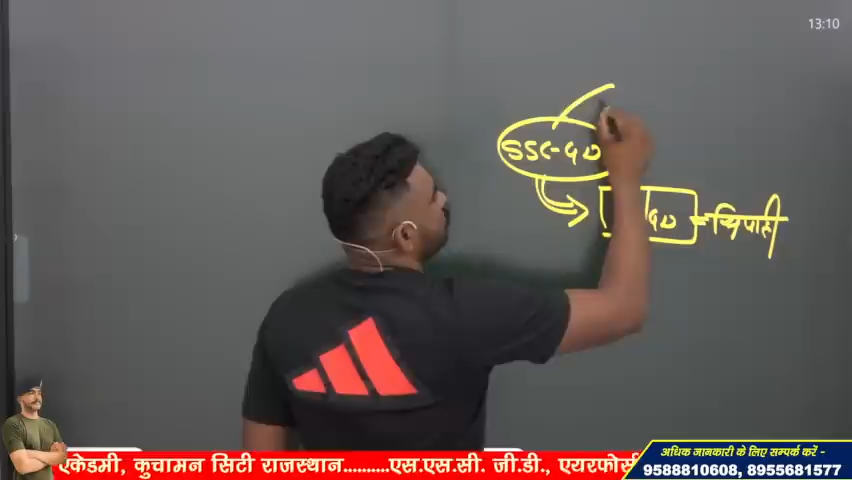 13:10
SSC-GD
GD = सिपाही
एकेडमी, कुचामन सिटी राजस्थान..........एस.एस.सी. जी.डी., एयरफोर्स
अधिक जानकारी के लिए सम्पर्क करें -
9588810608, 8955681577